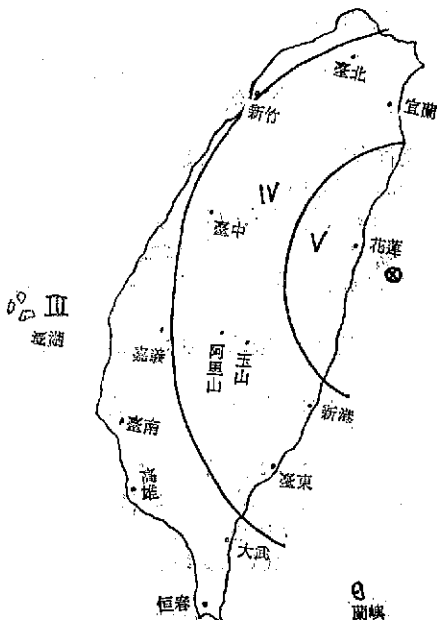 臺北
宜蘭
新竹
IV
臺中
V
花蓮
III
澎湖
嘉義
阿里山
玉山
新港
臺南
臺東
高雄
大武
恒春
蘭嶼